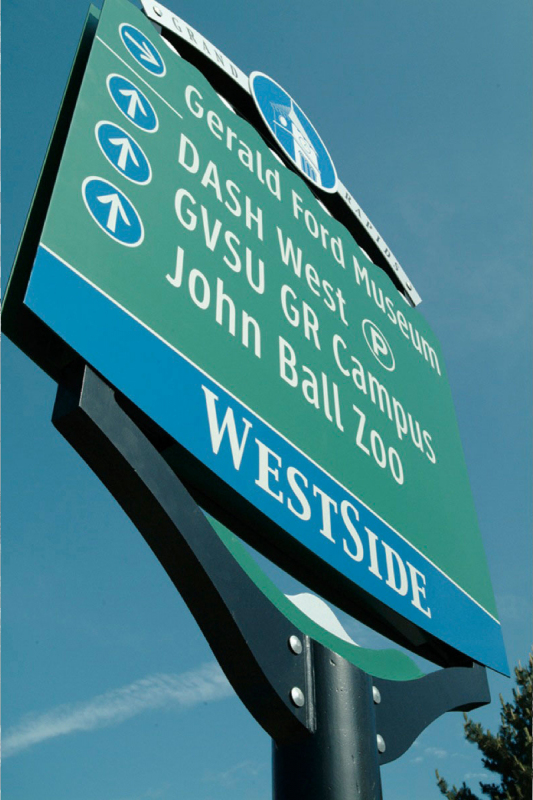 GRAND RAPIDS
Gerald Ford Museum
DASH West P
GVSU GR Campus
John Ball Zoo
WESTSIDE